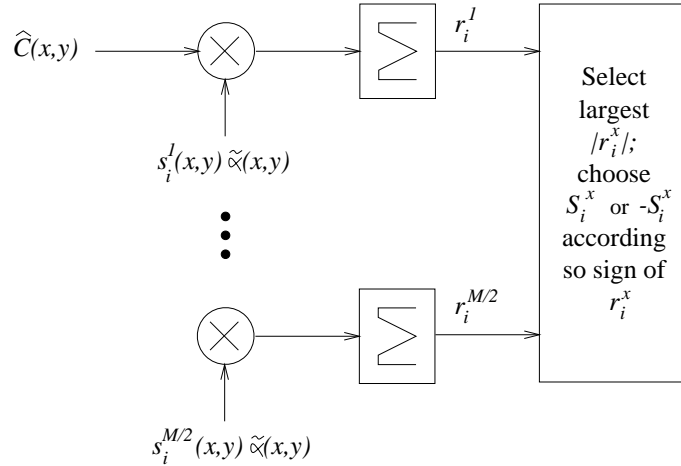 Ĉ(x,y)
∑
r_i^1
s_i^1(x,y) α̃(x,y)
Select
largest
|r_i^x|;
choose
S_i^x or -S_i^x
according
so sign of
r_i^x
∑
r_i^{M/2}
s_i^{M/2}(x,y) α̃(x,y)